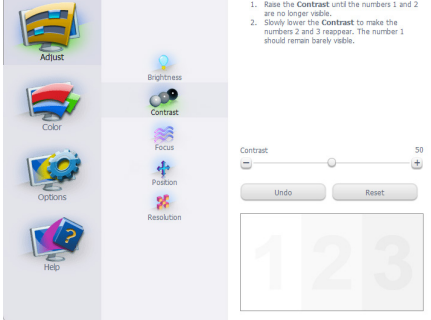 1. Raise the Contrast until the numbers 1 and 2
are no longer visible.
2. Slowly lower the Contrast to make the
numbers 2 and 3 reappear. The number 1
should remain barely visible.
Adjust
Color
Options
Help
Brightness
Contrast
Focus
Position
Resolution
Contrast 50
Undo Reset
1 2 3